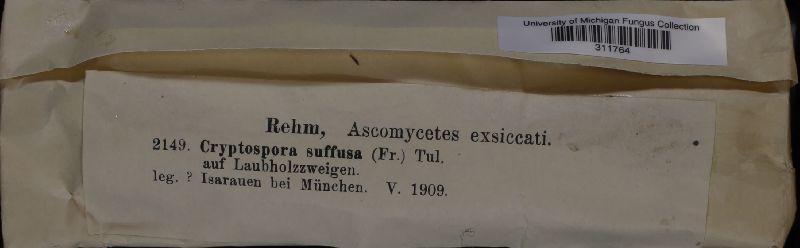 University of Michigan Fungus Collection
311764
Rehm, Ascomycetes exsiccati.
2149. Cryptospora suffusa (Fr.) Tul.
auf Laubholzzweigen.
leg. ? Isarauen bei München. V. 1909.